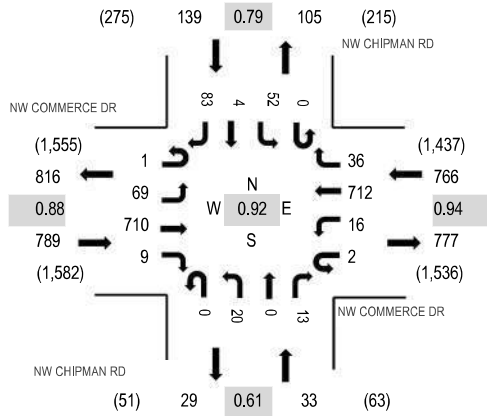 (275) 139 0.79 105 (215)
NW CHIPMAN RD
NW COMMERCE DR
83 4 52 0
(1,555) (1,437)
1 36
816 N 766
69 712
0.88 W 0.92 E 0.94
710 16
789 S 777
9 2
(1,582) (1,536)
0 20 0 13
NW COMMERCE DR
NW CHIPMAN RD
(51) 29 0.61 33 (63)